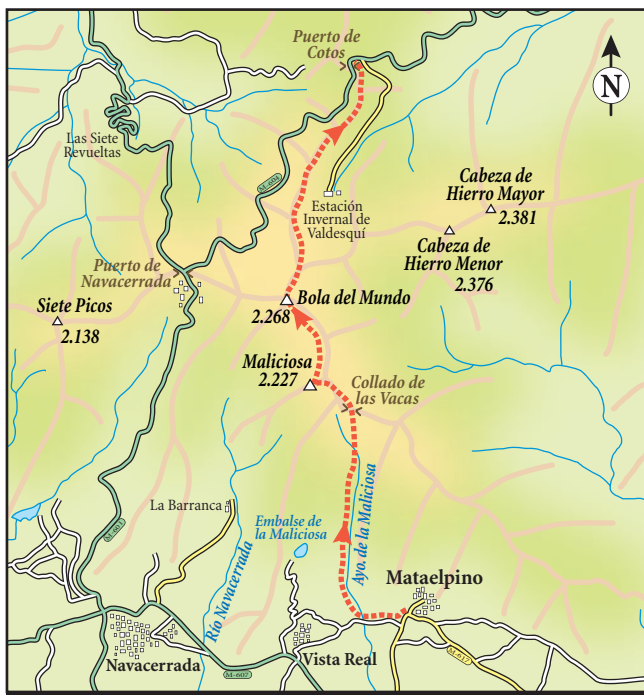 Puerto de
Cotos
N
Las Siete
Revueltas
M-604
Cabeza de
Hierro Mayor
2.381
Estación
Invernal de
Valdesquí
Cabeza de
Hierro Menor
2.376
Puerto de
Navacerrada
Siete Picos
2.138
Bola del Mundo
2.268
Maliciosa
2.227
Collado de
las Vacas
La Barranca
Embalse de
la Maliciosa
Ayo. de la Maliciosa
M-607
Río Navacerrada
Mataelpino
Navacerrada
Vista Real
M-607
M-617